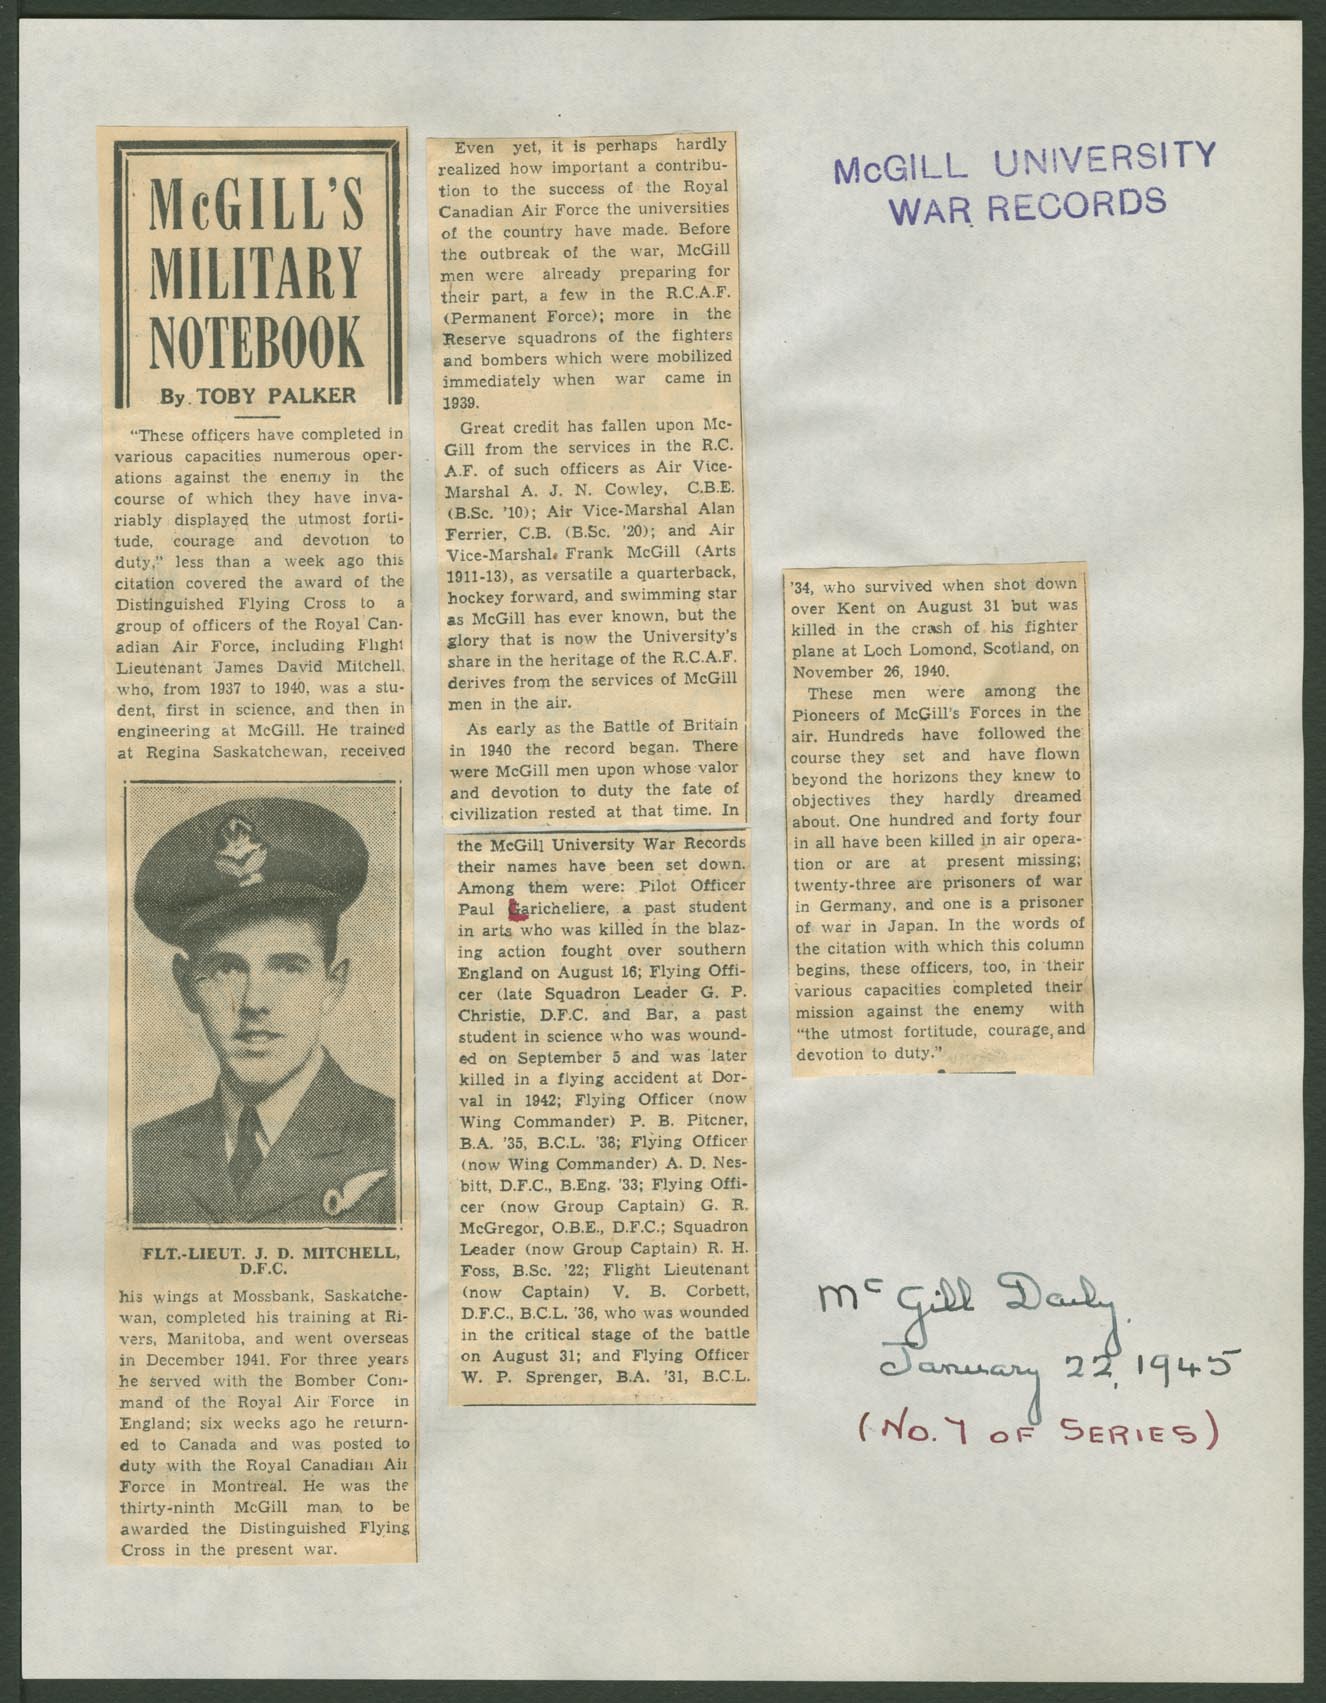 McGILL'S
MILITARY
NOTEBOOK
By TOBY PALKER
"These officers have completed in
various capacities numerous oper-
ations against the enemy in the
course of which they have inva-
riably displayed the utmost forti-
tude, courage and devotion to
duty," less than a week ago this
citation covered the award of the
Distinguished Flying Cross to a
group of officers of the Royal Can-
adian Air Force, including Flight
Lieutenant James David Mitchell,
who, from 1937 to 1940, was a stu-
dent, first in science, and then in
engineering at McGill. He trained
at Regina Saskatchewan, received
FLT.-LIEUT. J. D. MITCHELL,
D.F.C.
his wings at Mossbank, Saskatche-
wan, completed his training at Ri-
vers, Manitoba, and went overseas
in December 1941. For three years
he served with the Bomber Com-
mand of the Royal Air Force in
England; six weeks ago he return-
ed to Canada and was posted to
duty with the Royal Canadian Air
Force in Montreal. He was the
thirty-ninth McGill man to be
awarded the Distinguished Flying
Cross in the present war.
Even yet, it is perhaps hardly
realized how important a contribu-
tion to the success of the Royal
Canadian Air Force the universities
of the country have made. Before
the outbreak of the war, McGill
men were already preparing for
their part, a few in the R.C.A.F.
(Permanent Force); more in the
Reserve squadrons of the fighters
and bombers which were mobilized
immediately when war came in
1939.
Great credit has fallen upon Mc-
Gill from the services in the R.C.
A.F. of such officers as Air Vice-
Marshal A. J. N. Cowley, C.B.E.
(B.Sc. '10); Air Vice-Marshal Alan
Ferrier, C.B. (B.Sc. '20); and Air
Vice-Marshal Frank McGill (Arts
1911-13), as versatile a quarterback,
hockey forward, and swimming star
as McGill has ever known, but the
glory that is now the University's
share in the heritage of the R.C.A.F.
derives from the services of McGill
men in the air.
As early as the Battle of Britain
in 1940 the record began. There
were McGill men upon whose valor
and devotion to duty the fate of
civilization rested at that time. In
the McGill University War Records
their names have been set down.
Among them were: Pilot Officer
Paul Garicheliere, a past student
in arts who was killed in the blaz-
ing action fought over southern
England on August 16; Flying Offi-
cer (late Squadron Leader G. P.
Christie, D.F.C. and Bar, a past
student in science who was wound-
ed on September 5 and was later
killed in a flying accident at Dor-
val in 1942; Flying Officer (now
Wing Commander) P. B. Pitcner,
B.A. '35, B.C.L. '38; Flying Officer
(now Wing Commander) A. D. Nes-
bitt, D.F.C., B.Eng. '33; Flying Offi-
cer (now Group Captain) G. R.
McGregor, O.B.E., D.F.C.; Squadron
Leader (now Group Captain) R. H.
Foss, B.Sc. '22; Flight Lieutenant
(now Captain) V. B. Corbett,
D.F.C., B.C.L. '36, who was wounded
in the critical stage of the battle
on August 31; and Flying Officer
W. P. Sprenger, B.A. '31, B.C.L.
McGILL UNIVERSITY
WAR RECORDS
'34, who survived when shot down
over Kent on August 31 but was
killed in the crash of his fighter
plane at Loch Lomond, Scotland, on
November 26, 1940.
These men were among the
Pioneers of McGill's Forces in the
air. Hundreds have followed the
course they set and have flown
beyond the horizons they knew to
objectives they hardly dreamed
about. One hundred and forty four
in all have been killed in air opera-
tion or are at present missing;
twenty-three are prisoners of war
in Germany, and one is a prisoner
of war in Japan. In the words of
the citation with which this column
begins, these officers, too, in their
various capacities completed their
mission against the enemy with
"the utmost fortitude, courage, and
devotion to duty."
McGill Daily.
January 22, 1945
(No. 7 OF SERIES)